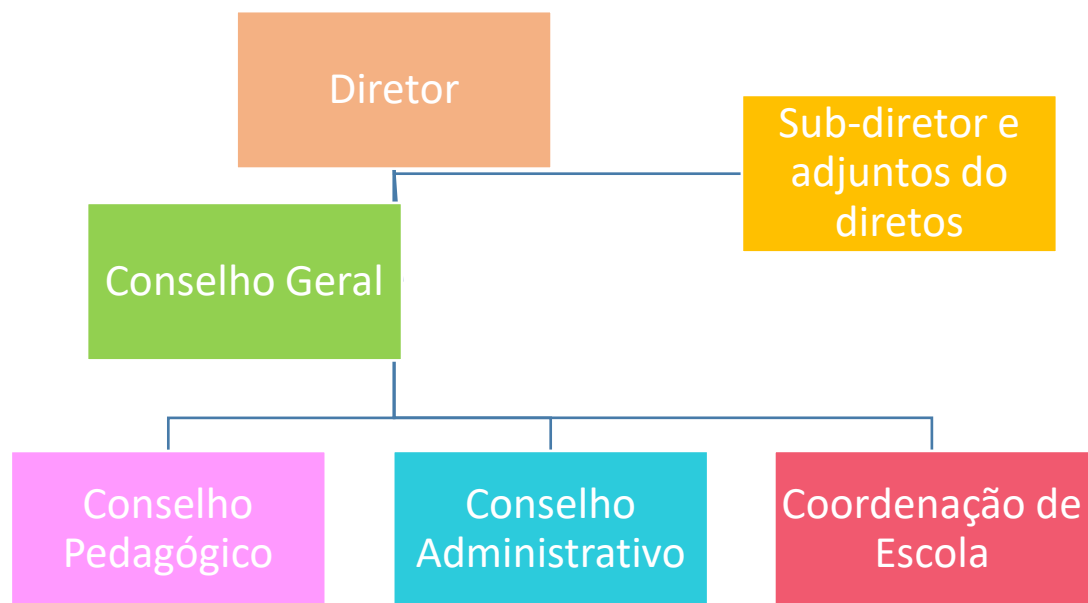 Diretor
Sub-diretor e
adjuntos do
diretos
Conselho Geral
Conselho
Pedagógico
Conselho
Administrativo
Coordenação de
Escola